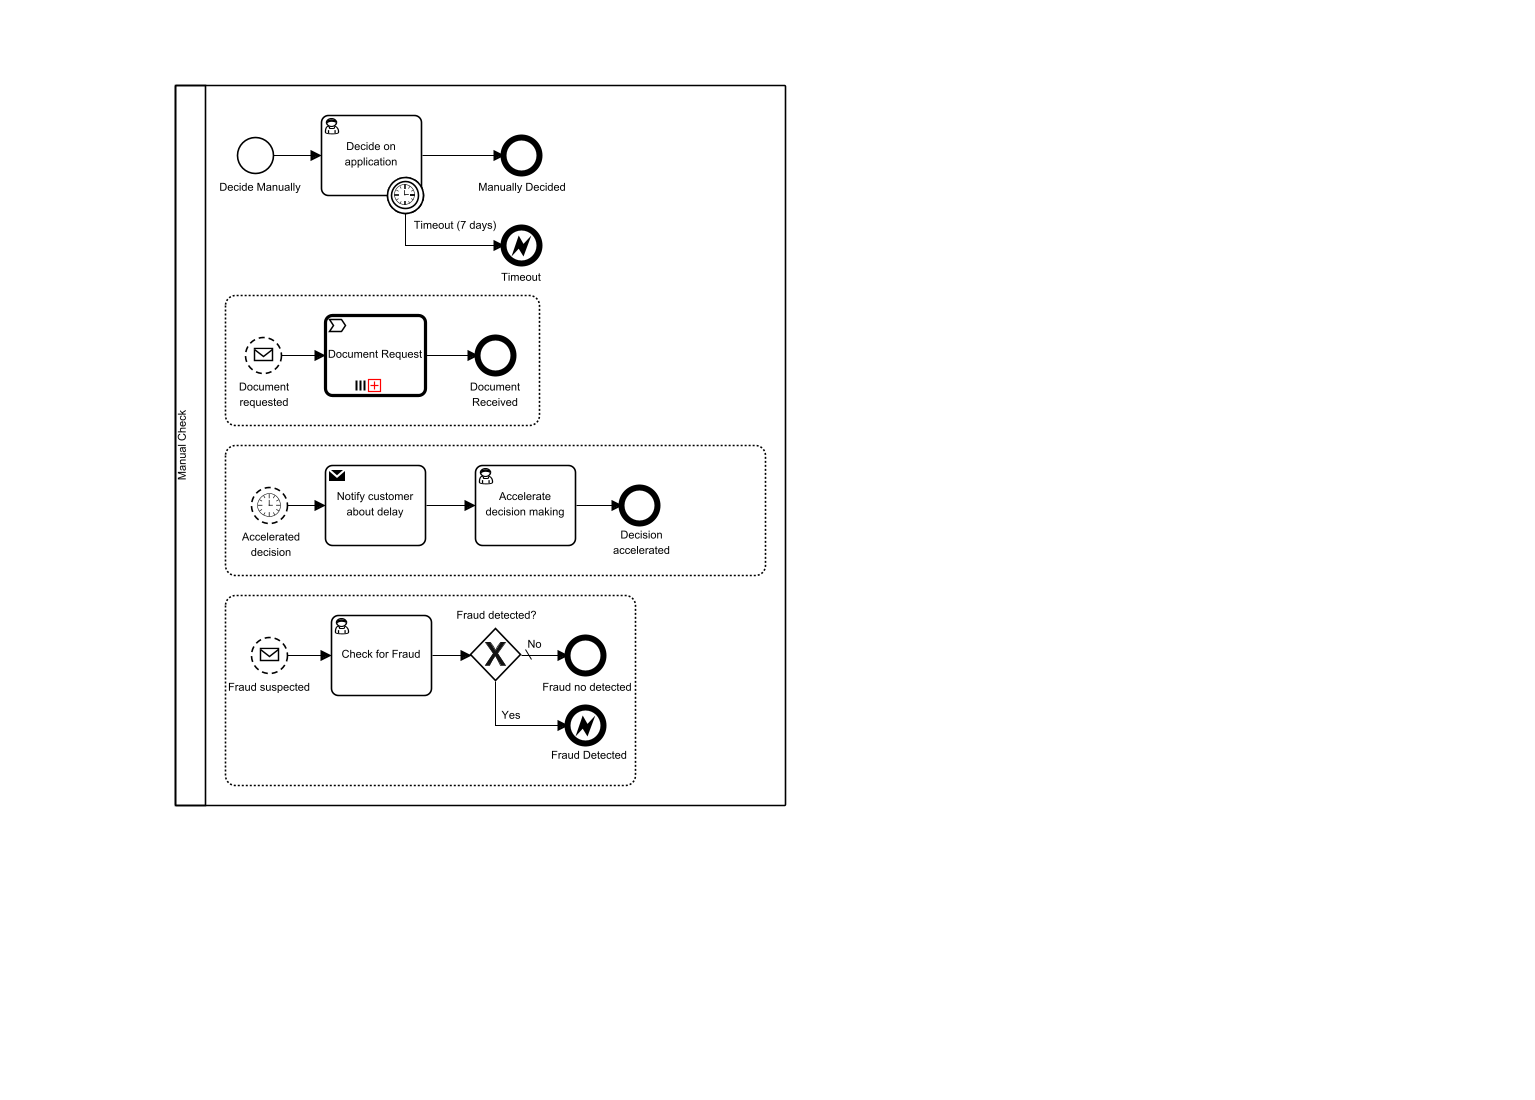 Manual Check
Decide on
application
Decide Manually
Manually Decided
Timeout (7 days)
Timeout
Document Request
Document
requested
Document
Received
Notify customer
about delay
Accelerate
decision making
Accelerated
decision
Decision
accelerated
Fraud detected?
No
Check for Fraud
Fraud suspected
Fraud no detected
Yes
Fraud Detected